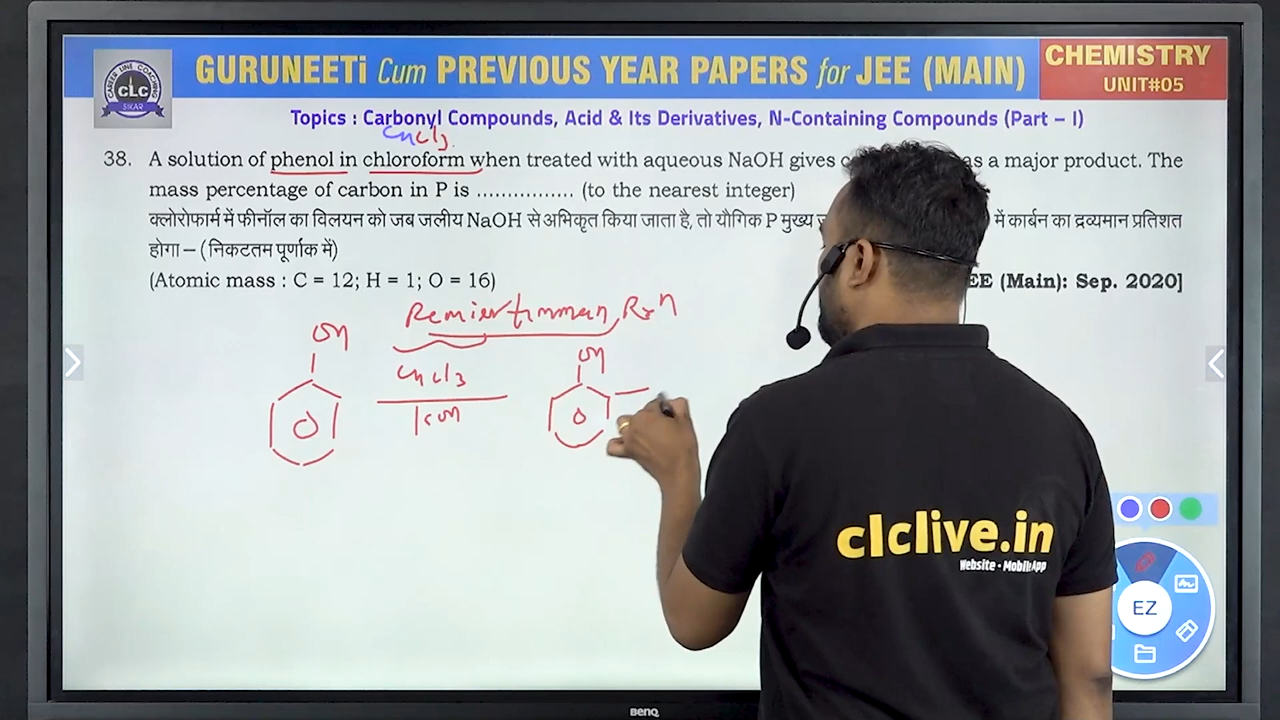 GURUNEETi Cum PREVIOUS YEAR PAPERS for JEE (MAIN)
CHEMISTRY
UNIT#05
CAREER LINE COACHING
CLC
SIKAR
Topics : Carbonyl Compounds, Acid & Its Derivatives, N-Containing Compounds (Part – I)
CHCl3
38. A solution of phenol in chloroform when treated with aqueous NaOH gives as a major product. The
mass percentage of carbon in P is ................ (to the nearest integer)
क्लोरोफार्म में फीनॉल का विलयन को जब जलीय NaOH से अभिकृत किया जाता है, तो यौगिक P मुख्य में कार्बन का द्रव्यमान प्रतिशत
होगा – (निकटतम पूर्णाक में)
(Atomic mass : C = 12; H = 1; O = 16) (Main): Sep. 2020]
Rxn
OH
OH
CHCl3
KOH
clclive.in
Website • Mobile App
EZ
BenQ